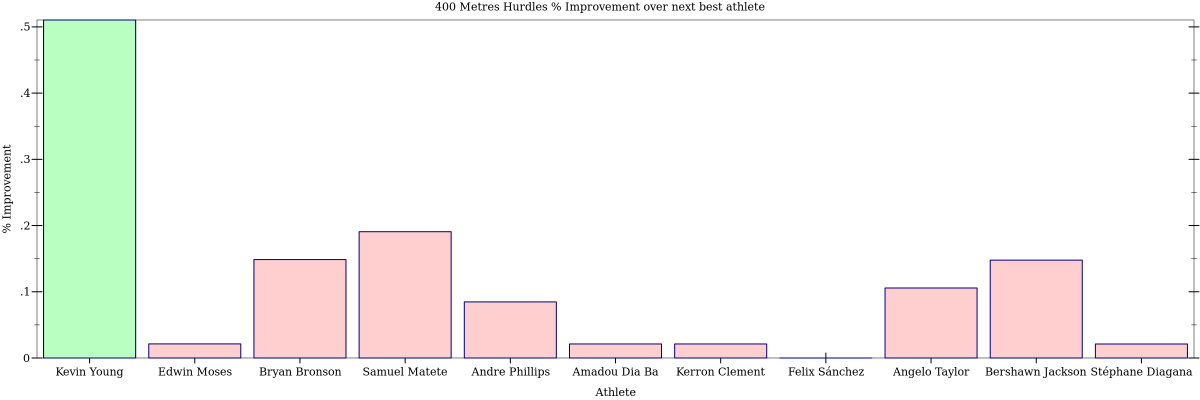 400 Metres Hurdles % Improvement over next best athlete
% Improvement
.5
.4
.3
.2
.1
0
Kevin Young Edwin Moses Bryan Bronson Samuel Matete Andre Phillips Amadou Dia Ba Kerron Clement Felix Sánchez Angelo Taylor Bershawn Jackson Stéphane Diagana
Athlete